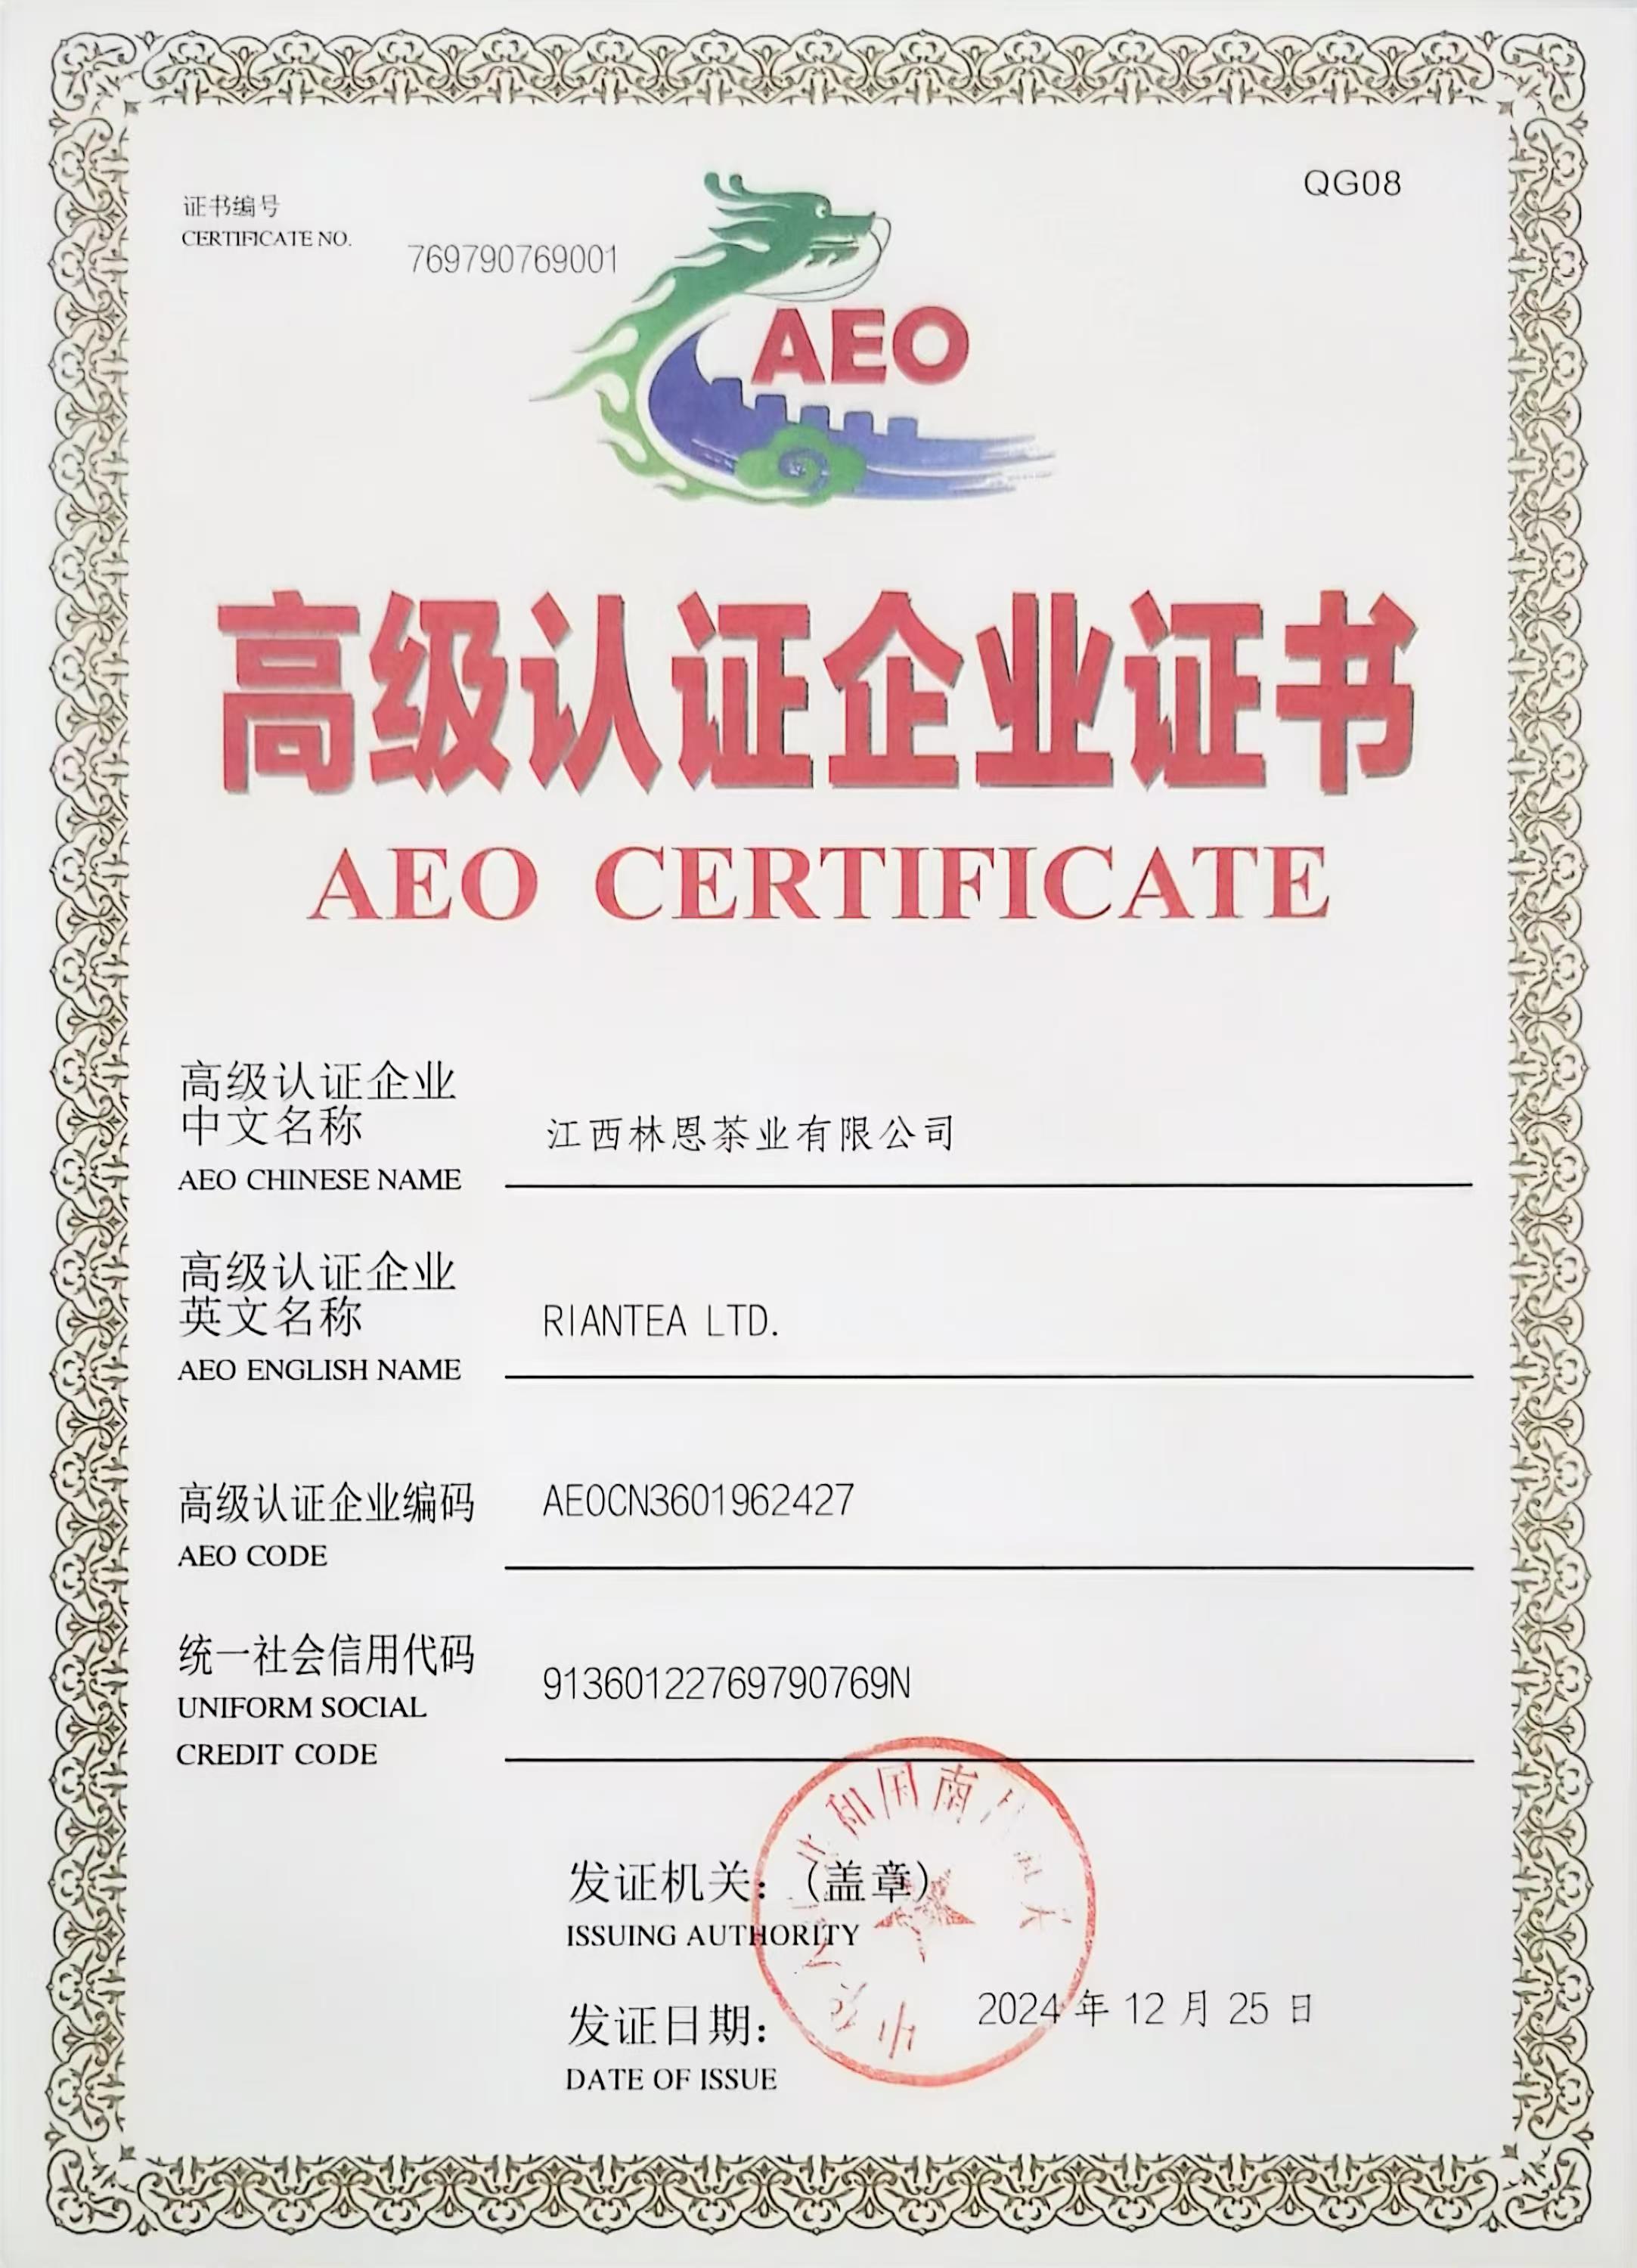 QG08
证书编号
CERTIFICATE NO.
769790769001
AEO
高级认证企业证书
AEO CERTIFICATE
高级认证企业
中文名称
AEO CHINESE NAME
江西林恩茶业有限公司
高级认证企业
英文名称
AEO ENGLISH NAME
RIANTEA LTD.
高级认证企业编码
AEO CODE
AEOCN3601962427
统一社会信用代码
UNIFORM SOCIAL
CREDIT CODE
91360122769790769N
发证机关：（盖章）
ISSUING AUTHORITY
和国南
发证日期：
DATE OF ISSUE
2024 年 12 月 25 日